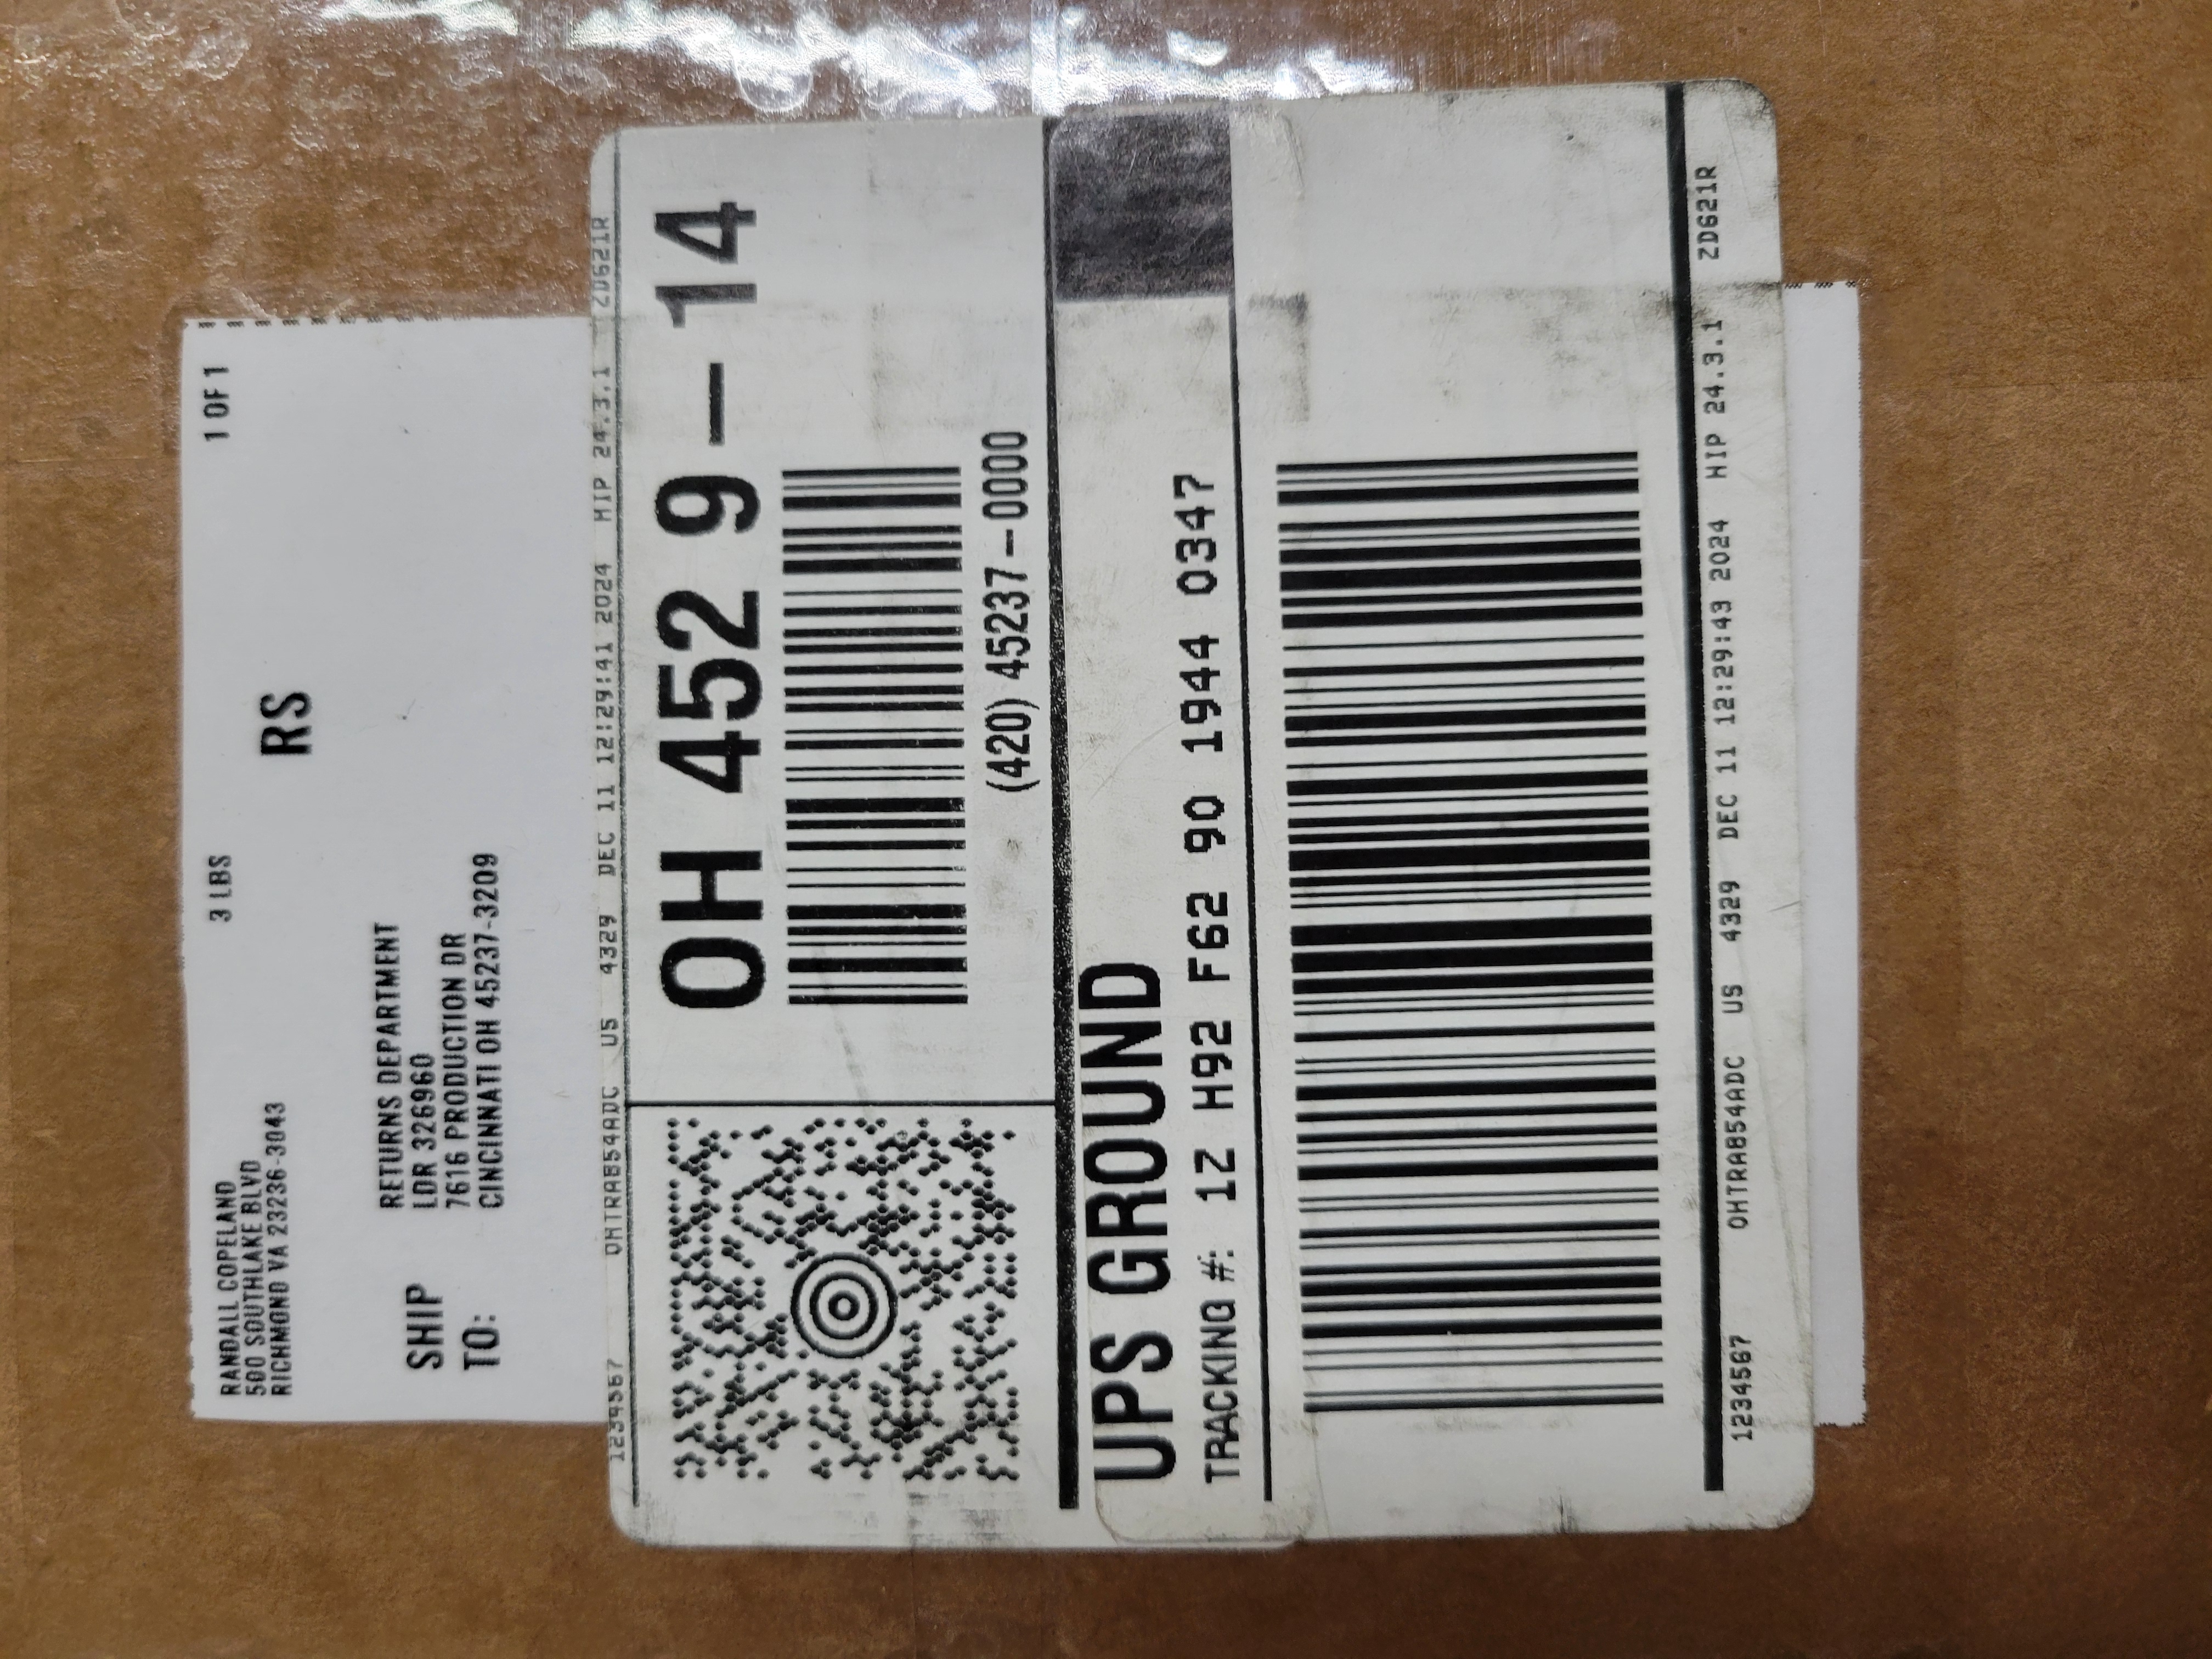 RANDALL COPELAND
500 SOUTHLAKE BLVD
RICHMOND VA 23236-3043
3 LBS
1 OF 1
RS
SHIP
TO:
RETURNS DEPARTMENT
LDR 326960
7616 PRODUCTION DR
CINCINNATI OH 45237-3209
1234567 OHTRAB54ADC US 4329 DEC 11 12:29:41 2024 HIP 24.3.1 ZD621R
OH 452 9-14
(420) 45237-0000
UPS GROUND
TRACKING #: 1Z H92 F62 90 1944 0347
1234567 OHTRAB54ADC US 4329 DEC 11 12:29:43 2024 HIP 24.3.1 ZD621R